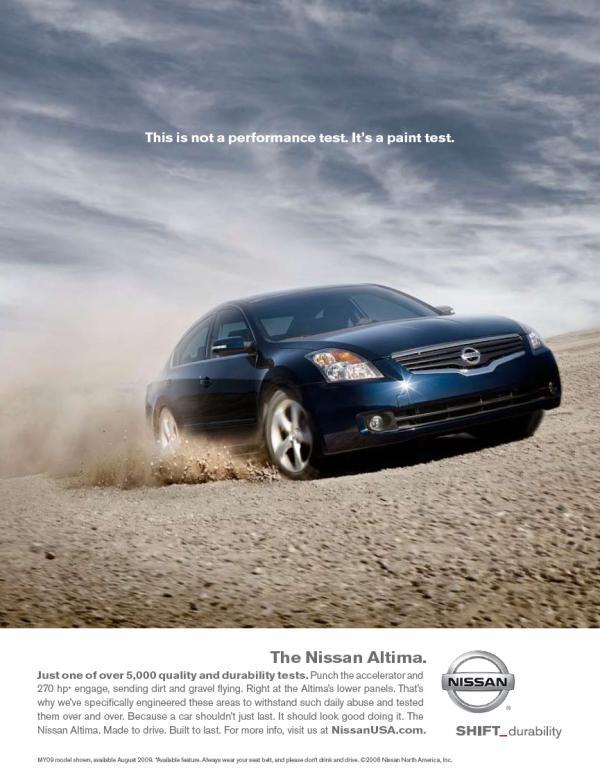 This is not a performance test. It's a paint test.
The Nissan Altima.
Just one of over 5,000 quality and durability tests. Punch the accelerator and
270 hp* engage, sending dirt and gravel flying. Right at the Altima's lower panels. That's
why we've specifically engineered these areas to withstand such daily abuse and tested
them over and over. Because a car shouldn't just last. It should look good doing it. The
Nissan Altima. Made to drive. Built to last. For more info, visit us at NissanUSA.com.
NISSAN
®
SHIFT_durability
MY09 model shown, available August 2009. *Available feature. Always wear your seat belt, and please don't drink and drive. ©2008 Nissan North America, Inc.